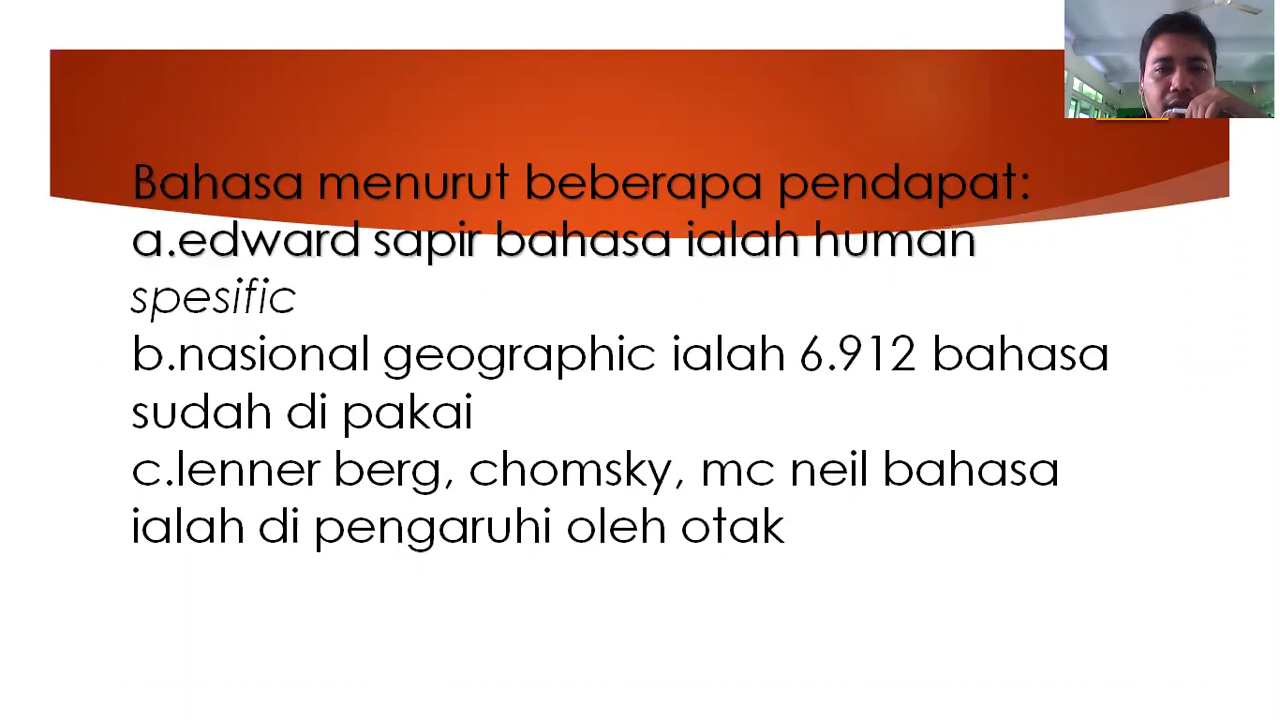 Bahasa menurut beberapa pendapat:
a.edward sapir bahasa ialah human
spesific
b.nasional geographic ialah 6.912 bahasa
sudah di pakai
c.lenner berg, chomsky, mc neil bahasa
ialah di pengaruhi oleh otak